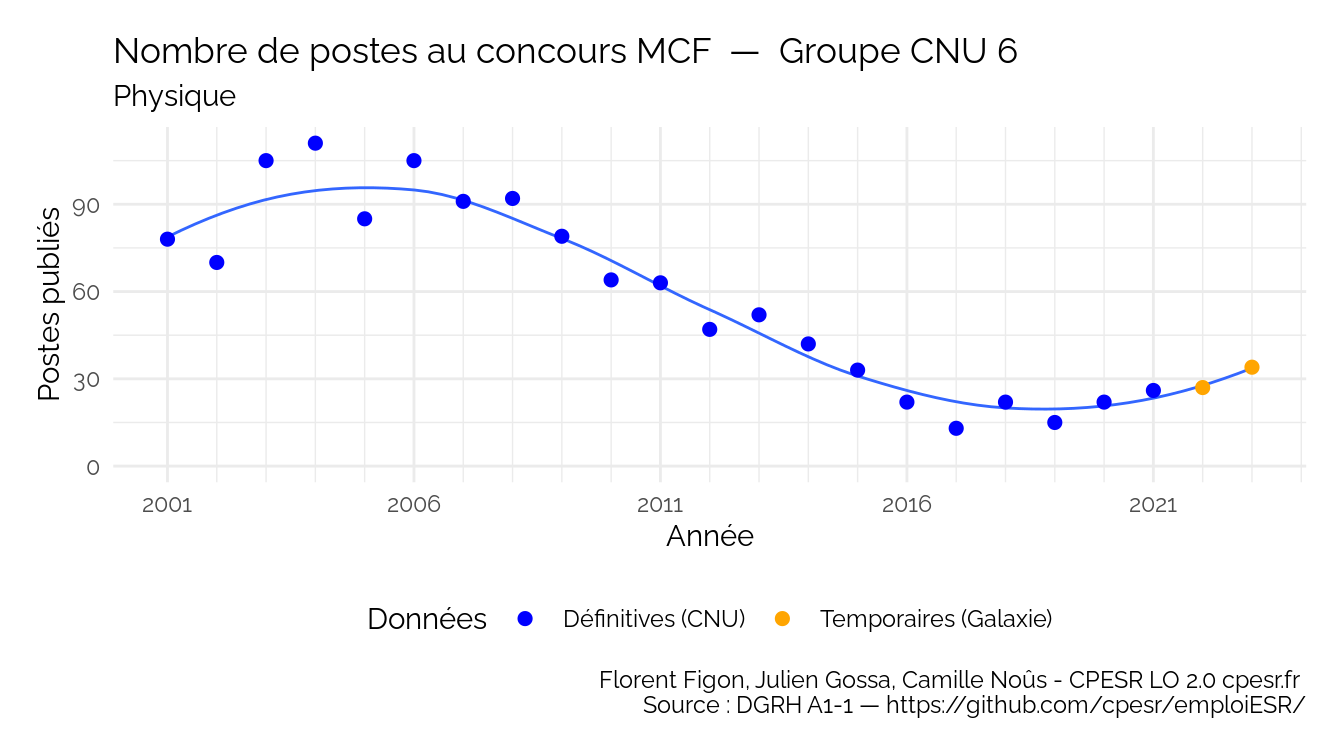 Nombre de postes au concours MCF — Groupe CNU 6
Physique
Postes publiés
90
60
30
0
2001 2006 2011 2016 2021
Année
Données Définitives (CNU) Temporaires (Galaxie)
Florent Figon, Julien Gossa, Camille Noûs - CPESR LO 2.0 cpesr.fr
Source : DGRH A1-1 — https://github.com/cpesr/emploiESR/